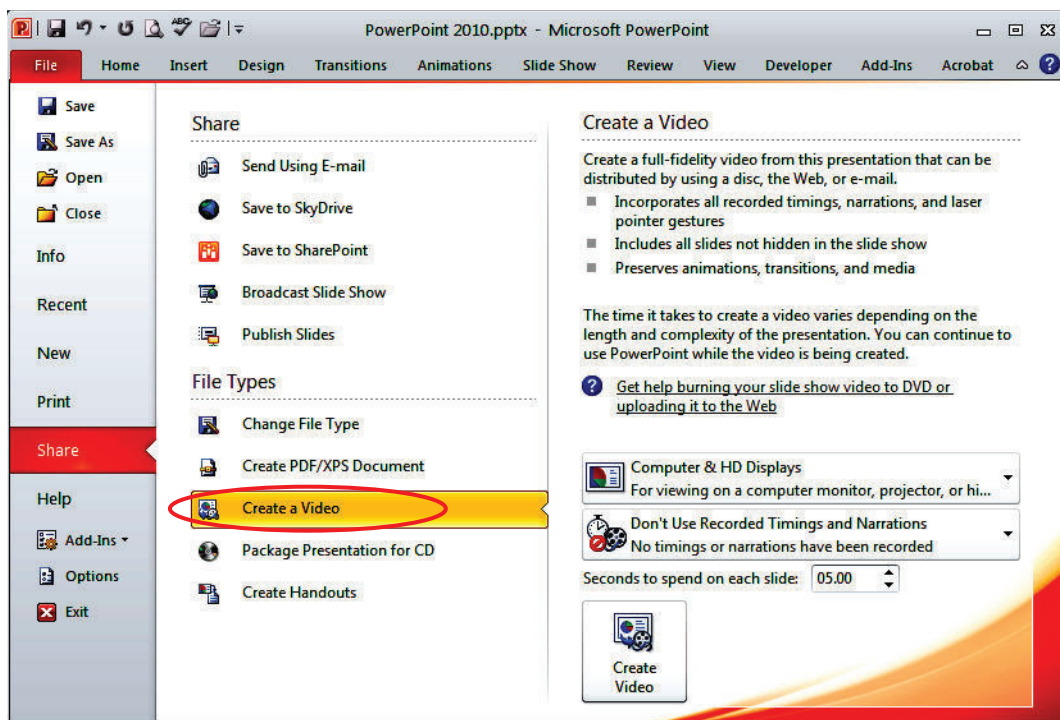 PowerPoint 2010.pptx - Microsoft PowerPoint
File Home Insert Design Transitions Animations Slide Show Review View Developer Add-Ins Acrobat
Save
Save As
Open
Close
Info
Recent
New
Print
Share
Help
Add-Ins
Options
Exit
Share
Send Using E-mail
Save to SkyDrive
Save to SharePoint
Broadcast Slide Show
Publish Slides
File Types
Change File Type
Create PDF/XPS Document
Create a Video
Package Presentation for CD
Create Handouts
Create a Video
Create a full-fidelity video from this presentation that can be
distributed by using a disc, the Web, or e-mail.
Incorporates all recorded timings, narrations, and laser
pointer gestures
Includes all slides not hidden in the slide show
Preserves animations, transitions, and media
The time it takes to create a video varies depending on the
length and complexity of the presentation. You can continue to
use PowerPoint while the video is being created.
Get help burning your slide show video to DVD or
uploading it to the Web
Computer & HD Displays
For viewing on a computer monitor, projector, or hi...
Don't Use Recorded Timings and Narrations
No timings or narrations have been recorded
Seconds to spend on each slide: 05.00
Create
Video